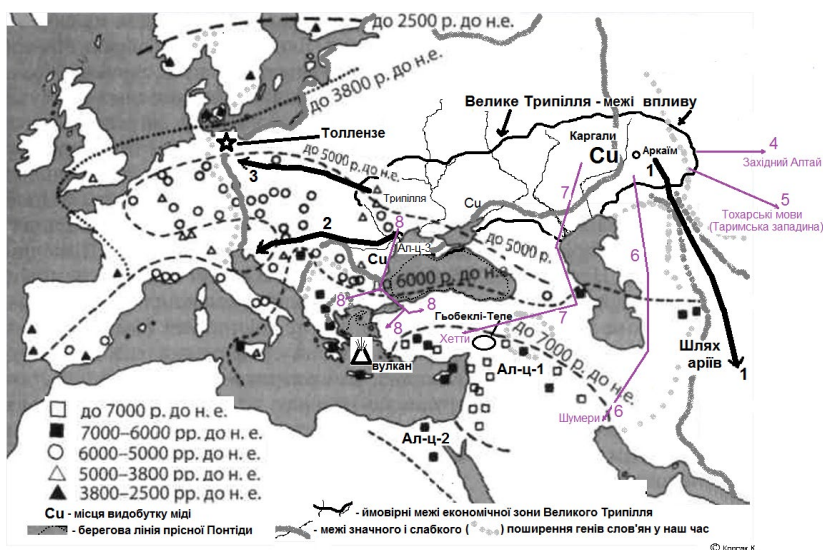 до 2500 р. до н.е.
до 3800 р. до н.е.
Велике Трипілля - межі впливу
Толлензе
Каргали
Cu
Аркаїм
4
Західний Алтай
до 5000 р. до н.е.
1
3
Трипілля
7
5
Тохарські мови
(Таримська западина)
Cu
2
8
Ал-ц-3
до 5000 р.
Cu
6
6000 р. до н.е.
8
8
7
Гьобеклі-Тепе
8
до 7000 р. до н.е.
Хетти
вулкан
Шлях
аріїв
Ал-ц-1
1
6
Шумери
до 7000 р. до н.е.
7000–6000 рр. до н. е.
Ал-ц-2
6000–5000 рр. до н. е.
5000–3800 рр. до н. е.
3800–2500 рр. до н. е.
Cu - місця видобутку міді
- ймовірні межі економічної зони Великого Трипілля
- берегова лінія прісної Понтіди
- межі значного і слабкого ( ) поширення генів слов'ян у наш час